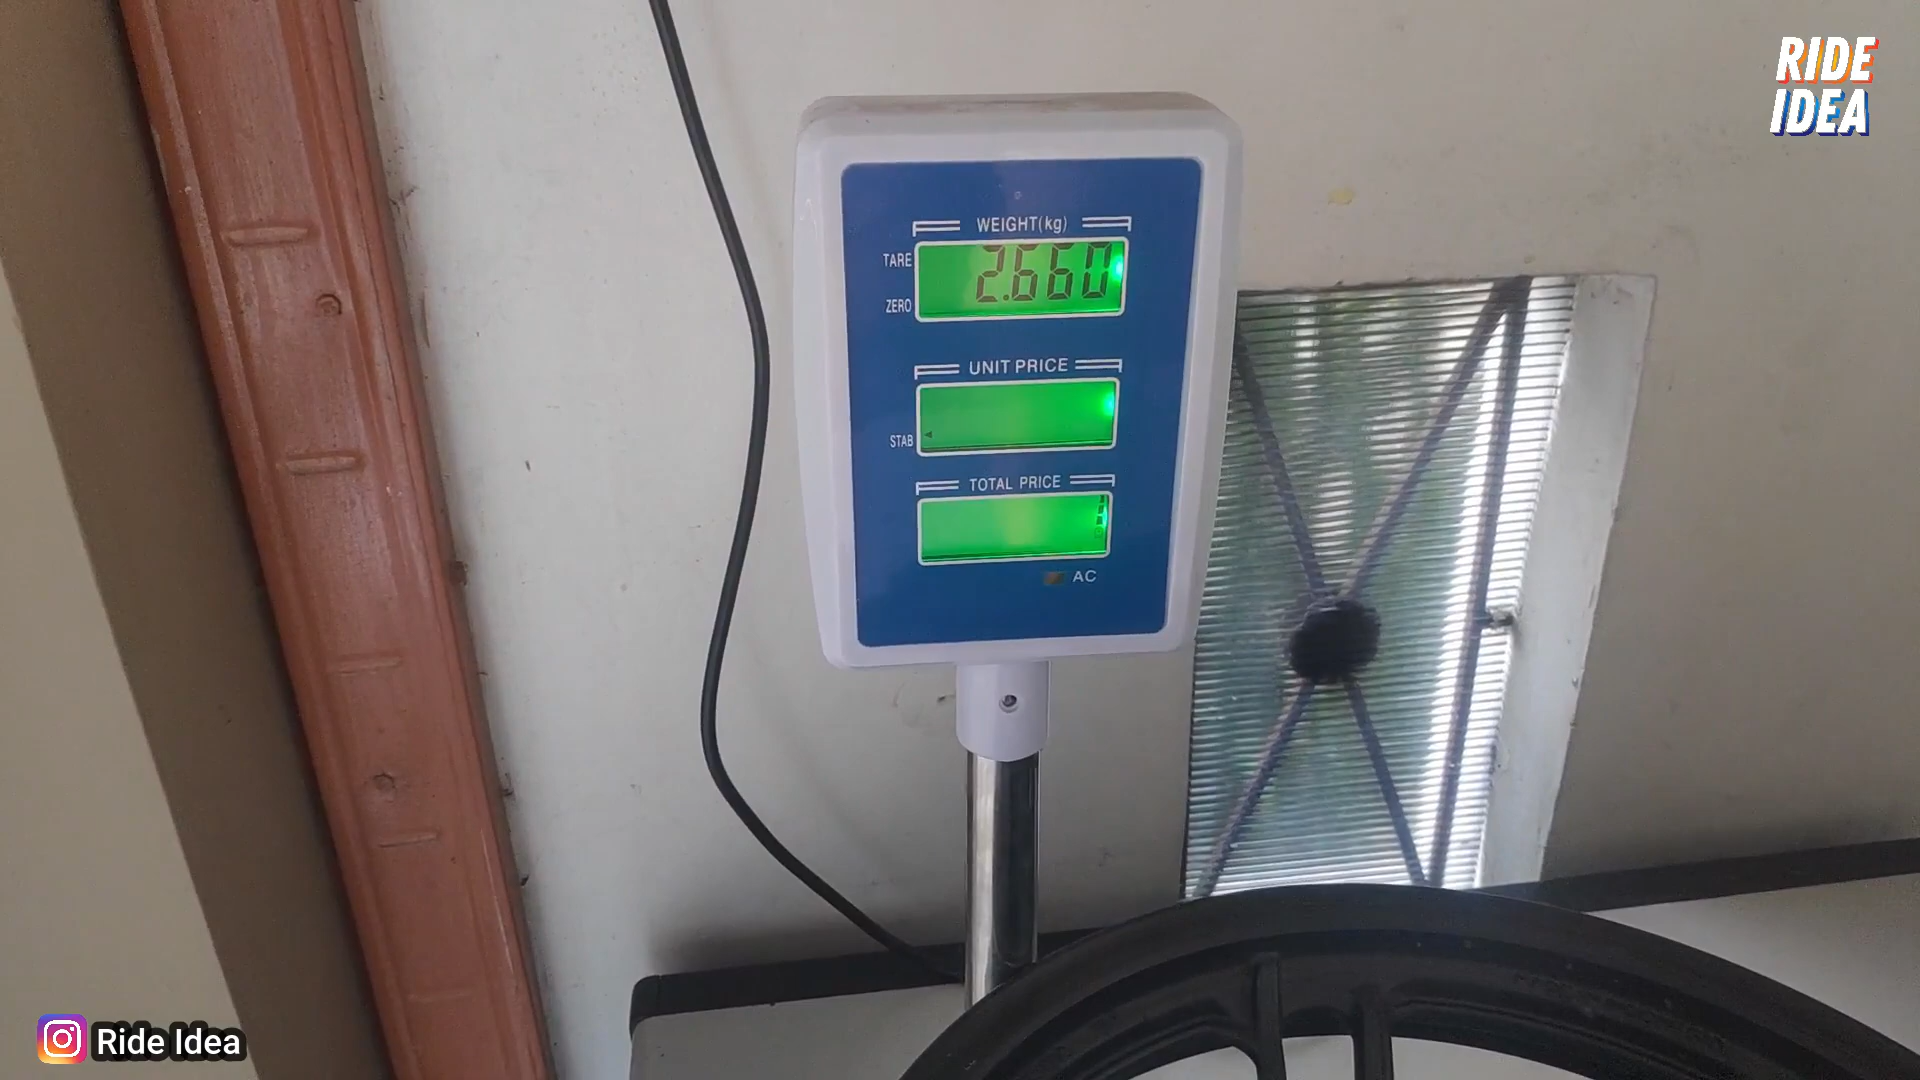 RIDE
IDEA
WEIGHT(kg)
TARE
2.660
ZERO
UNIT PRICE
STAB
TOTAL PRICE
AC
Ride Idea